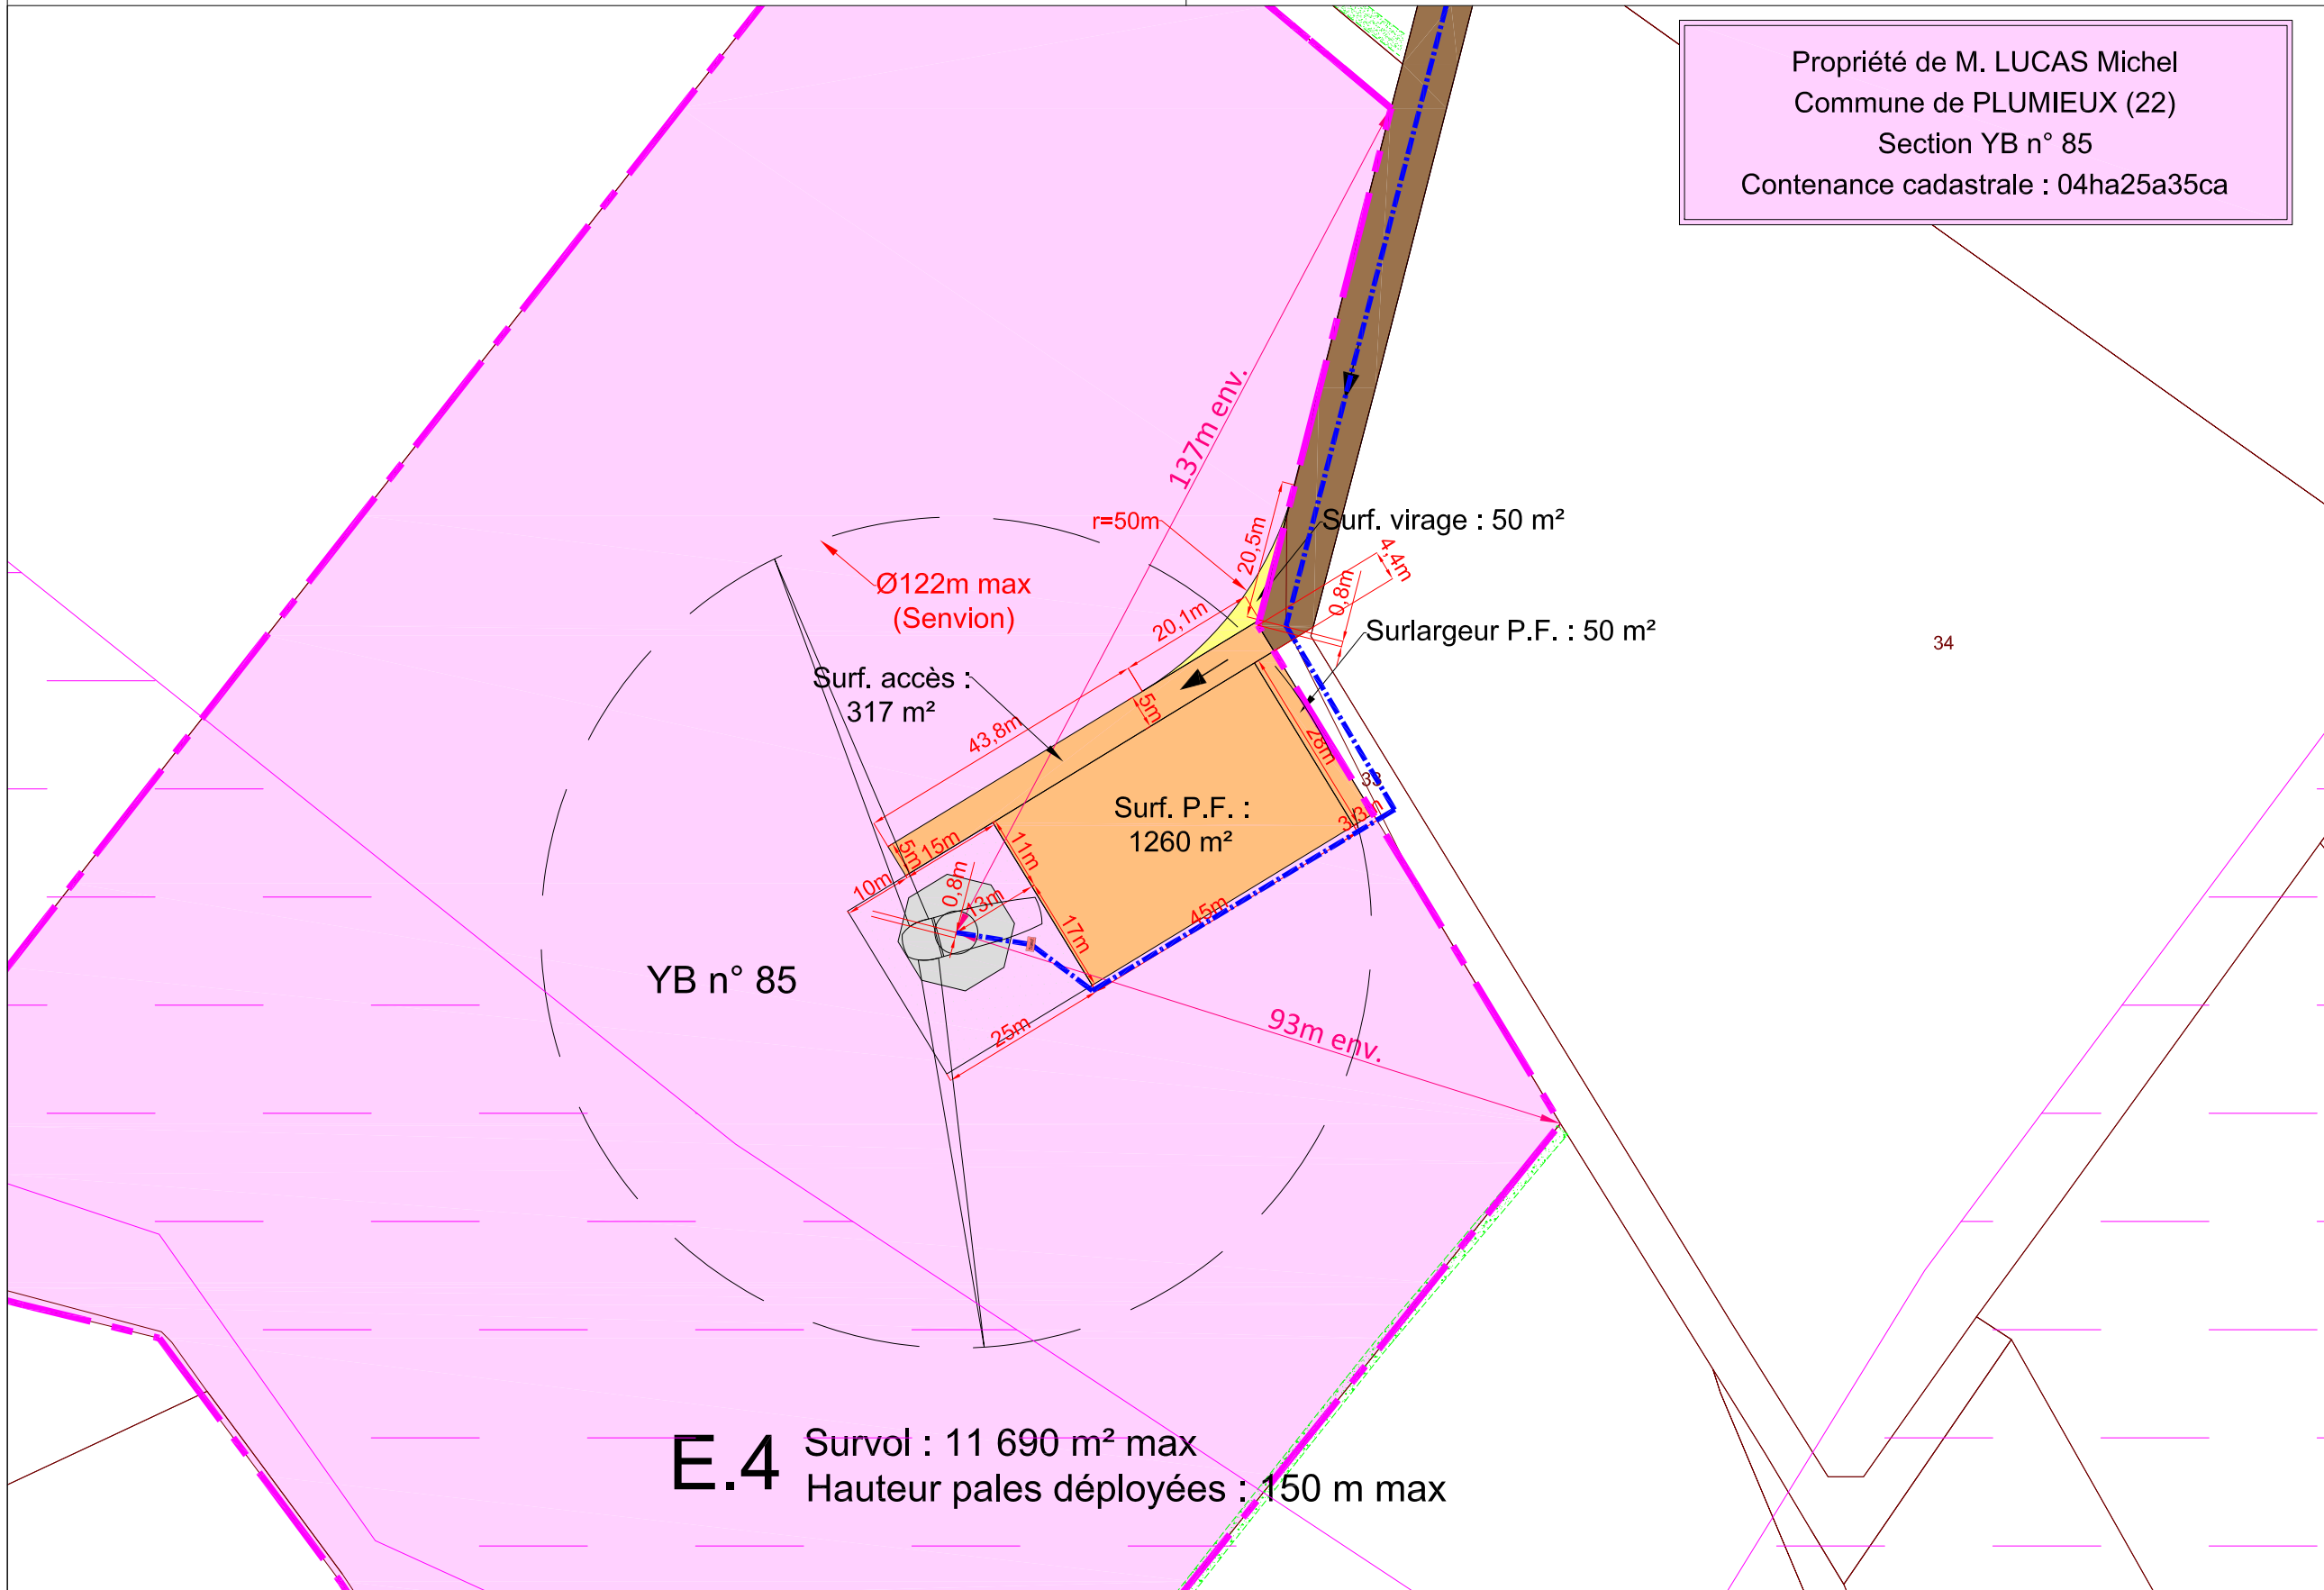 Propriété de M. LUCAS Michel
Commune de PLUMIEUX (22)
Section YB n° 85
Contenance cadastrale : 04ha25a35ca
137m env.
r=50m
20,5m
Surf. virage : 50 m²
4,4m
Ø122m max
(Senvion)
0,8m
20,1m
Surlargeur P.F. : 50 m²
34
Surf. accès :
317 m²
5m
43,8m
28m
33
Surf. P.F. :
1260 m²
3,3m
5m
15m
11m
10m
0,8m
13m
45m
17m
YB n° 85
25m
93m env.
E.4
Survol : 11 690 m² max
Hauteur pales déployées : 150 m max